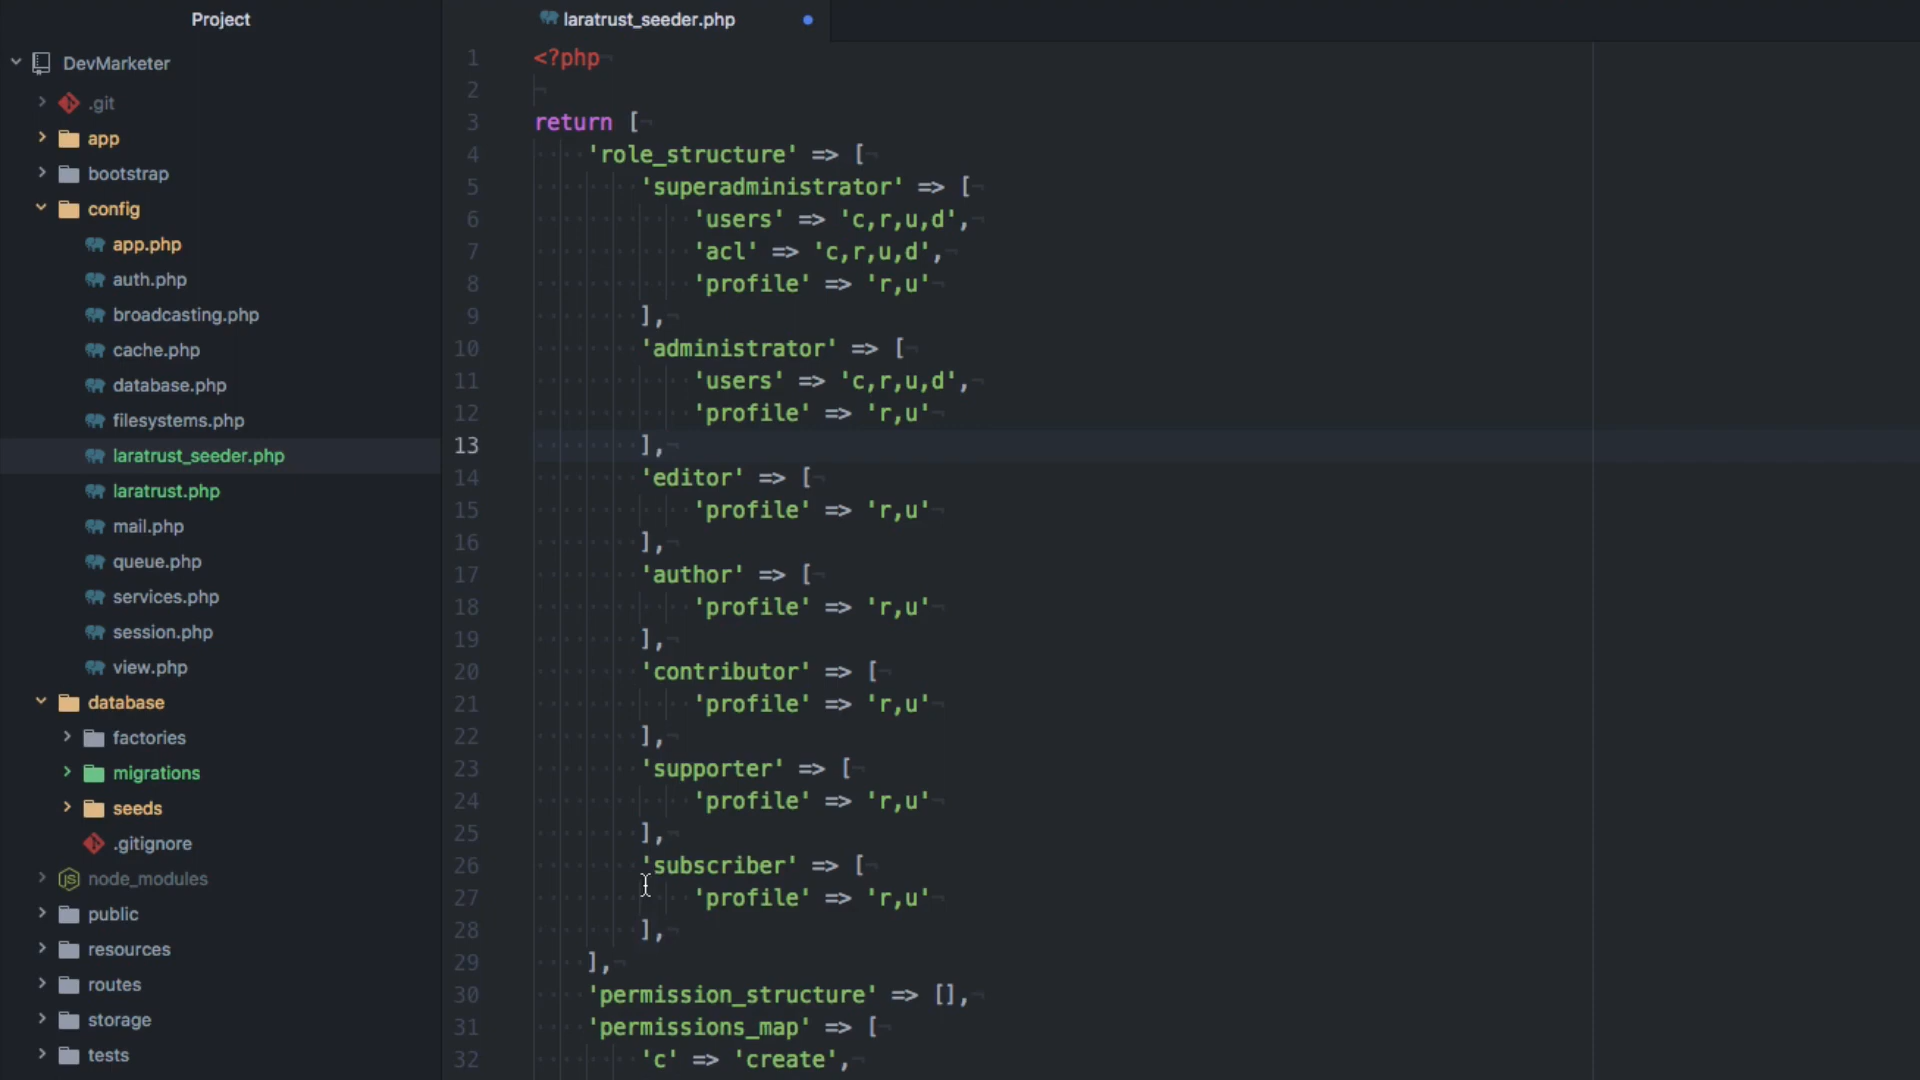 Project
DevMarketer
.git
app
bootstrap
config
app.php
auth.php
broadcasting.php
cache.php
database.php
filesystems.php
laratrust_seeder.php
laratrust.php
mail.php
queue.php
services.php
session.php
view.php
database
factories
migrations
seeds
.gitignore
node_modules
public
resources
routes
storage
tests
laratrust_seeder.php
1 <?php
2
3 return [
4 'role_structure' => [
5 'superadministrator' => [
6 'users' => 'c,r,u,d',
7 'acl' => 'c,r,u,d',
8 'profile' => 'r,u'
9 ],
10 'administrator' => [
11 'users' => 'c,r,u,d',
12 'profile' => 'r,u'
13 ],
14 'editor' => [
15 'profile' => 'r,u'
16 ],
17 'author' => [
18 'profile' => 'r,u'
19 ],
20 'contributor' => [
21 'profile' => 'r,u'
22 ],
23 'supporter' => [
24 'profile' => 'r,u'
25 ],
26 'subscriber' => [
27 'profile' => 'r,u'
28 ],
29 ],
30 'permission_structure' => [],
31 'permissions_map' => [
32 'c' => 'create',